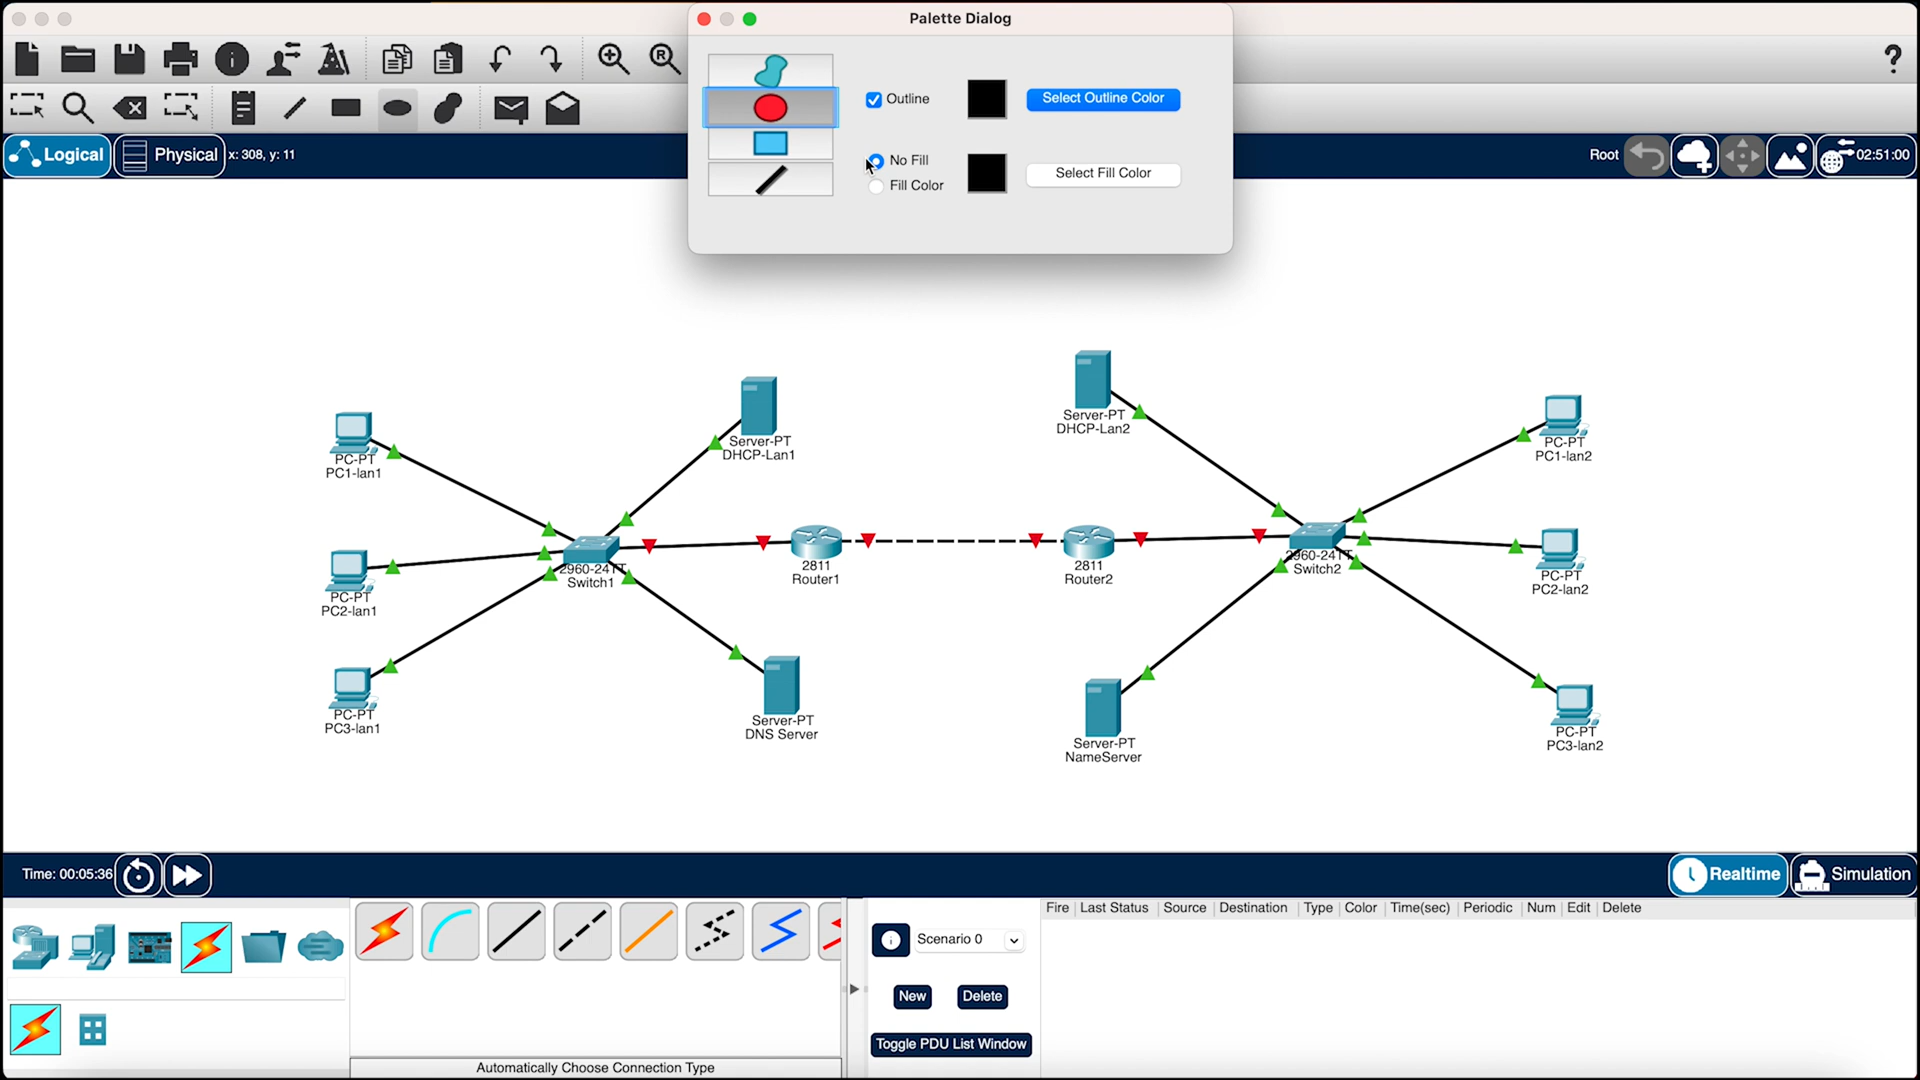 Palette Dialog
?
R
Outline
Select Outline Color
No Fill
Fill Color
Select Fill Color
Logical
Physical
x: 308, y: 11
Root
02:51:00
Server-PT
DHCP-Lan1
Server-PT
DHCP-Lan2
PC-PT
PC1-lan1
PC-PT
PC1-lan2
PC-PT
PC2-lan1
2960-24TT
Switch1
2811
Router1
2811
Router2
2960-24TT
Switch2
PC-PT
PC2-lan2
PC-PT
PC3-lan1
Server-PT
DNS Server
Server-PT
NameServer
PC-PT
PC3-lan2
Time: 00:05:36
Realtime
Simulation
Scenario 0
New
Delete
Toggle PDU List Window
Fire Last Status Source Destination Type Color Time(sec) Periodic Num Edit Delete
Automatically Choose Connection Type